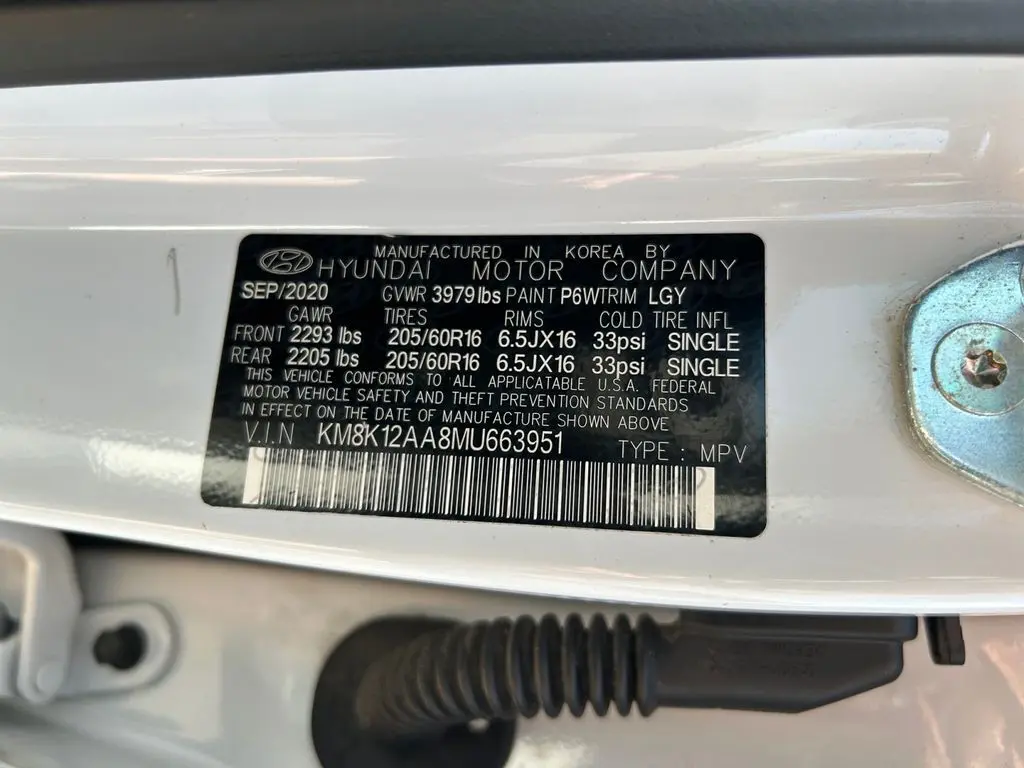 MANUFACTURED IN KOREA BY
HYUNDAI MOTOR COMPANY
SEP/2020 GVWR 3979lbs PAINT P6W TRIM LGY
GAWR TIRES RIMS COLD TIRE INFL
FRONT 2293 lbs 205/60R16 6.5JX16 33psi SINGLE
REAR 2205 lbs 205/60R16 6.5JX16 33psi SINGLE
THIS VEHICLE CONFORMS TO ALL APPLICATABLE U.S.A. FEDERAL
MOTOR VEHICLE SAFETY AND THEFT PREVENTION STANDARDS
IN EFFECT ON THE DATE OF MANUFACTURE SHOWN ABOVE
V.I.N KM8K12AA8MU663951 TYPE : MPV